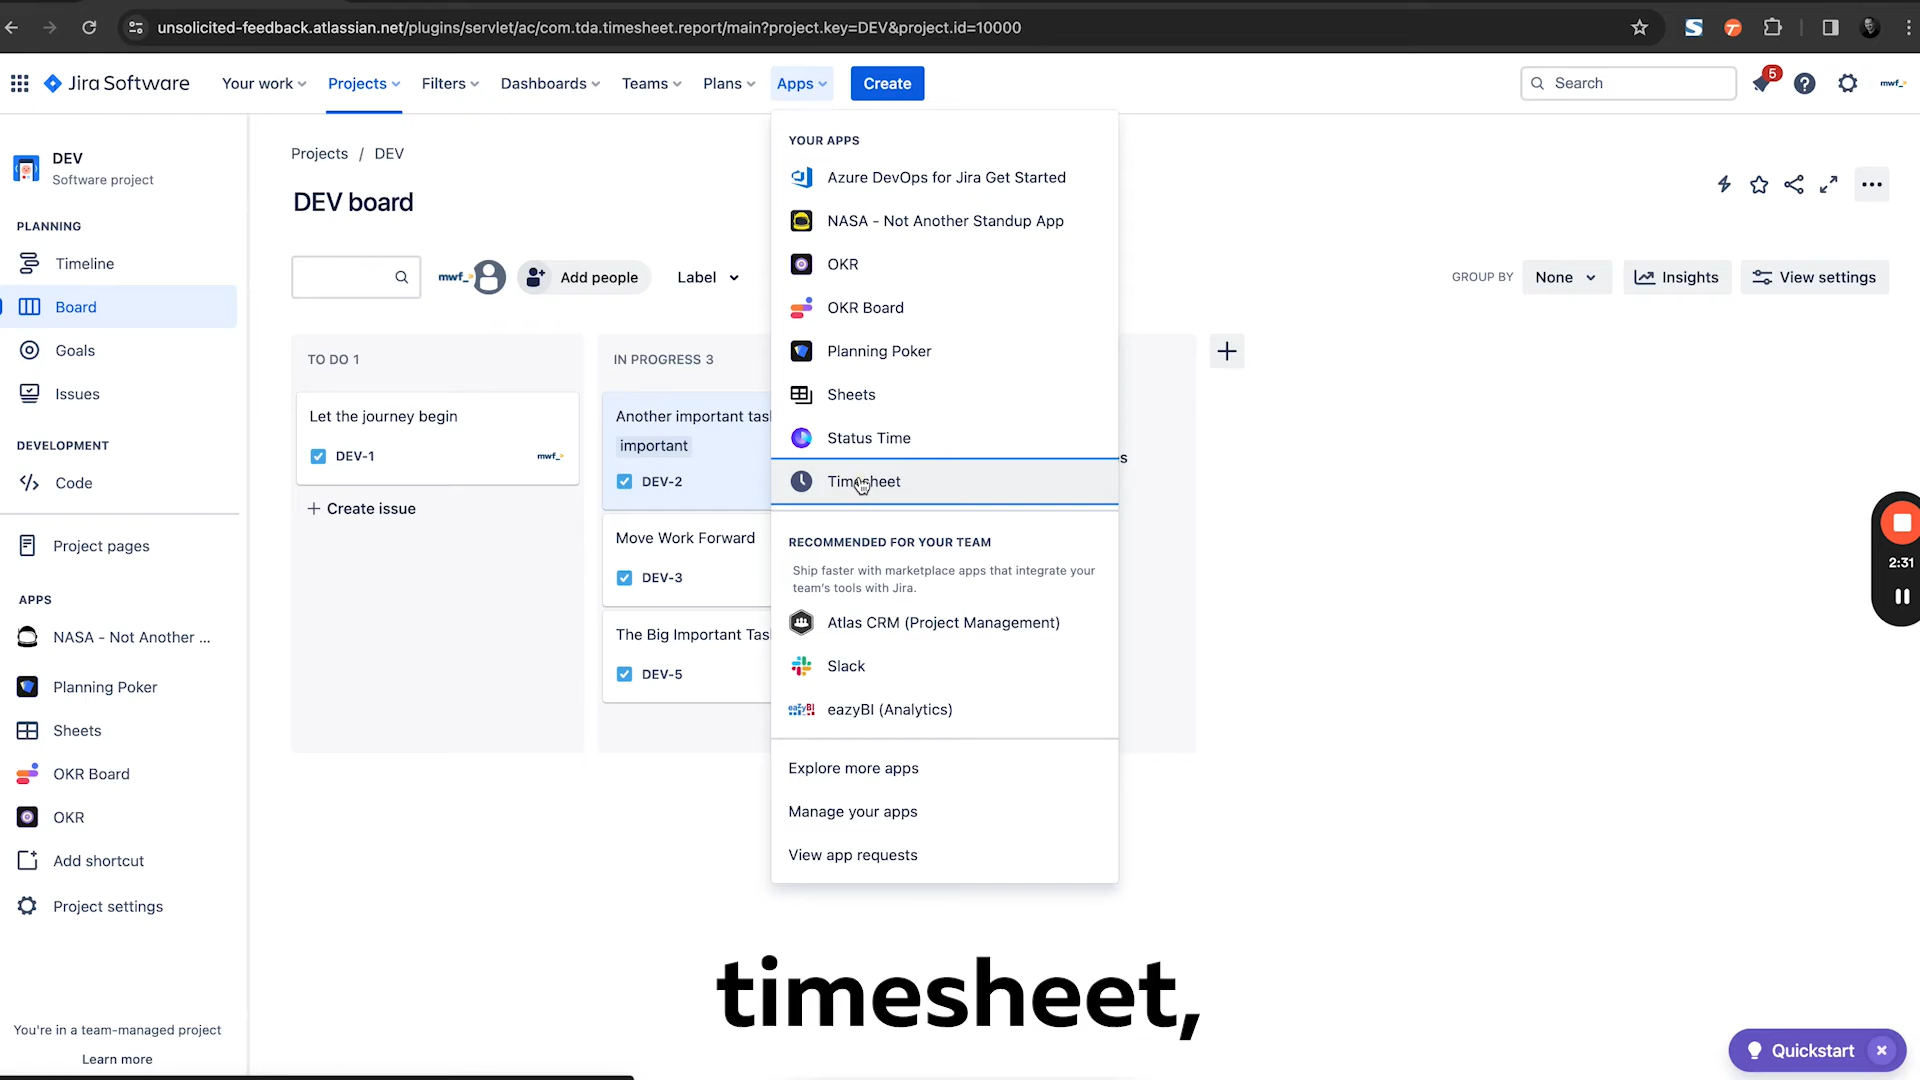 unsolicited-feedback.atlassian.net/plugins/servlet/ac/com.tda.timesheet.report/main?project.key=DEV&project.id=10000
Jira Software
Your work
Projects
Filters
Dashboards
Teams
Plans
Apps
Create
Search
5
mwf_>
DEV
Software project
PLANNING
Timeline
Board
Goals
Issues
DEVELOPMENT
Code
Project pages
APPS
NASA - Not Another ...
Planning Poker
Sheets
OKR Board
OKR
Add shortcut
Project settings
You're in a team-managed project
Learn more
Projects / DEV
DEV board
mwf_>
Add people
Label
GROUP BY
None
Insights
View settings
TO DO 1
Let the journey begin
DEV-1
mwf_>
+ Create issue
IN PROGRESS 3
Another important tas
important
DEV-2
Move Work Forward
DEV-3
The Big Important Tas
DEV-5
s
YOUR APPS
Azure DevOps for Jira Get Started
NASA - Not Another Standup App
OKR
OKR Board
Planning Poker
Sheets
Status Time
Timesheet
RECOMMENDED FOR YOUR TEAM
Ship faster with marketplace apps that integrate your
team's tools with Jira.
Atlas CRM (Project Management)
Slack
eazyBI
eazyBI (Analytics)
Explore more apps
Manage your apps
View app requests
2:31
timesheet,
Quickstart